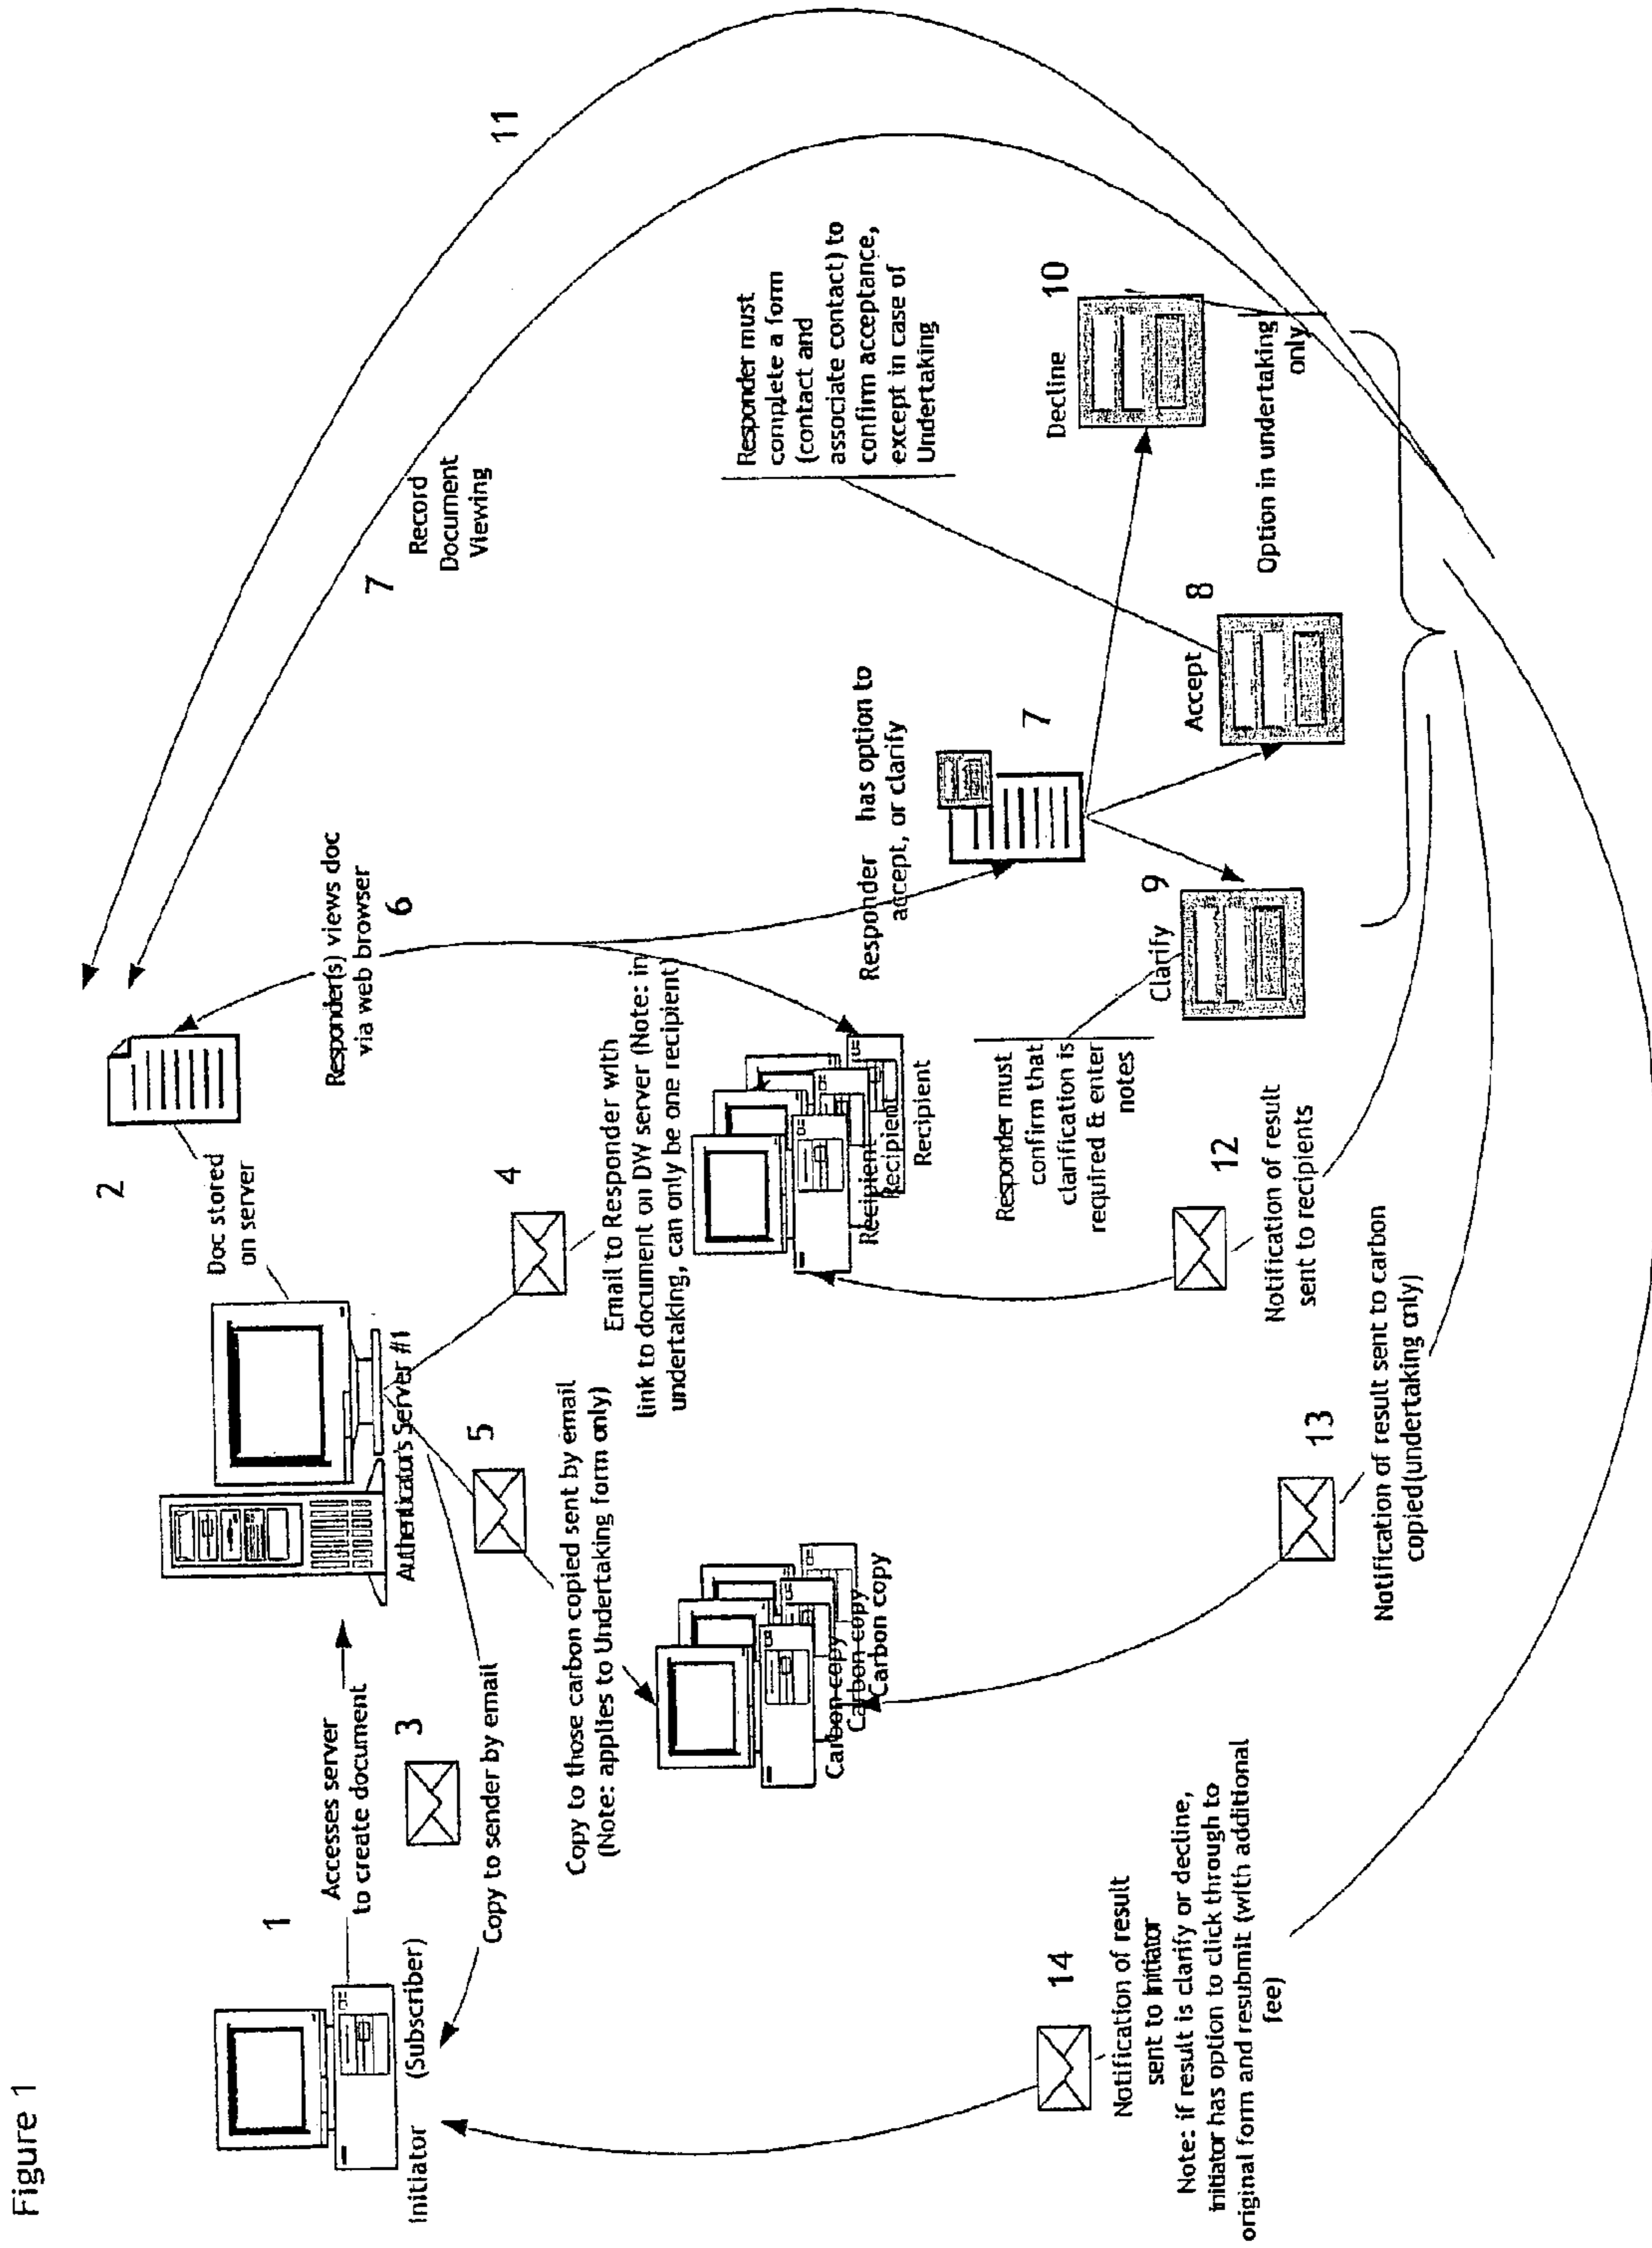 Figure 1
1
Initiator (Subscriber)
Accesses server
to create document
3
Copy to sender by email
Authenticator's Server #1
2
Doc stored
on server
4
Email to Responder with
link to document on DW server (Note: in
undertaking, can only be one recipient)
5
Copy to those carbon copied sent by email
(Note: applies to Undertaking form only)
Carbon copy
Carbon copy
Carbon copy
Recipient
Recipient
Recipient
Responder(s) views doc
via web browser
6
7
Record
Document
Viewing
11
Responder has option to
accept, or clarify
7
Responder must
complete a form
(contact and
associate contact) to
confirm acceptance,
except in case of
Undertaking
Decline
10
Option in undertaking
only
Accept
8
Clarify
9
Responder must
confirm that
clarification is
required & enter
notes
12
Notification of result
sent to recipients
13
Notification of result sent to carbon
copied(undertaking only)
14
Notification of result
sent to Initiator
Note: if result is clarify or decline,
Initiator has option to click through to
original form and resubmit (with additional
fee)